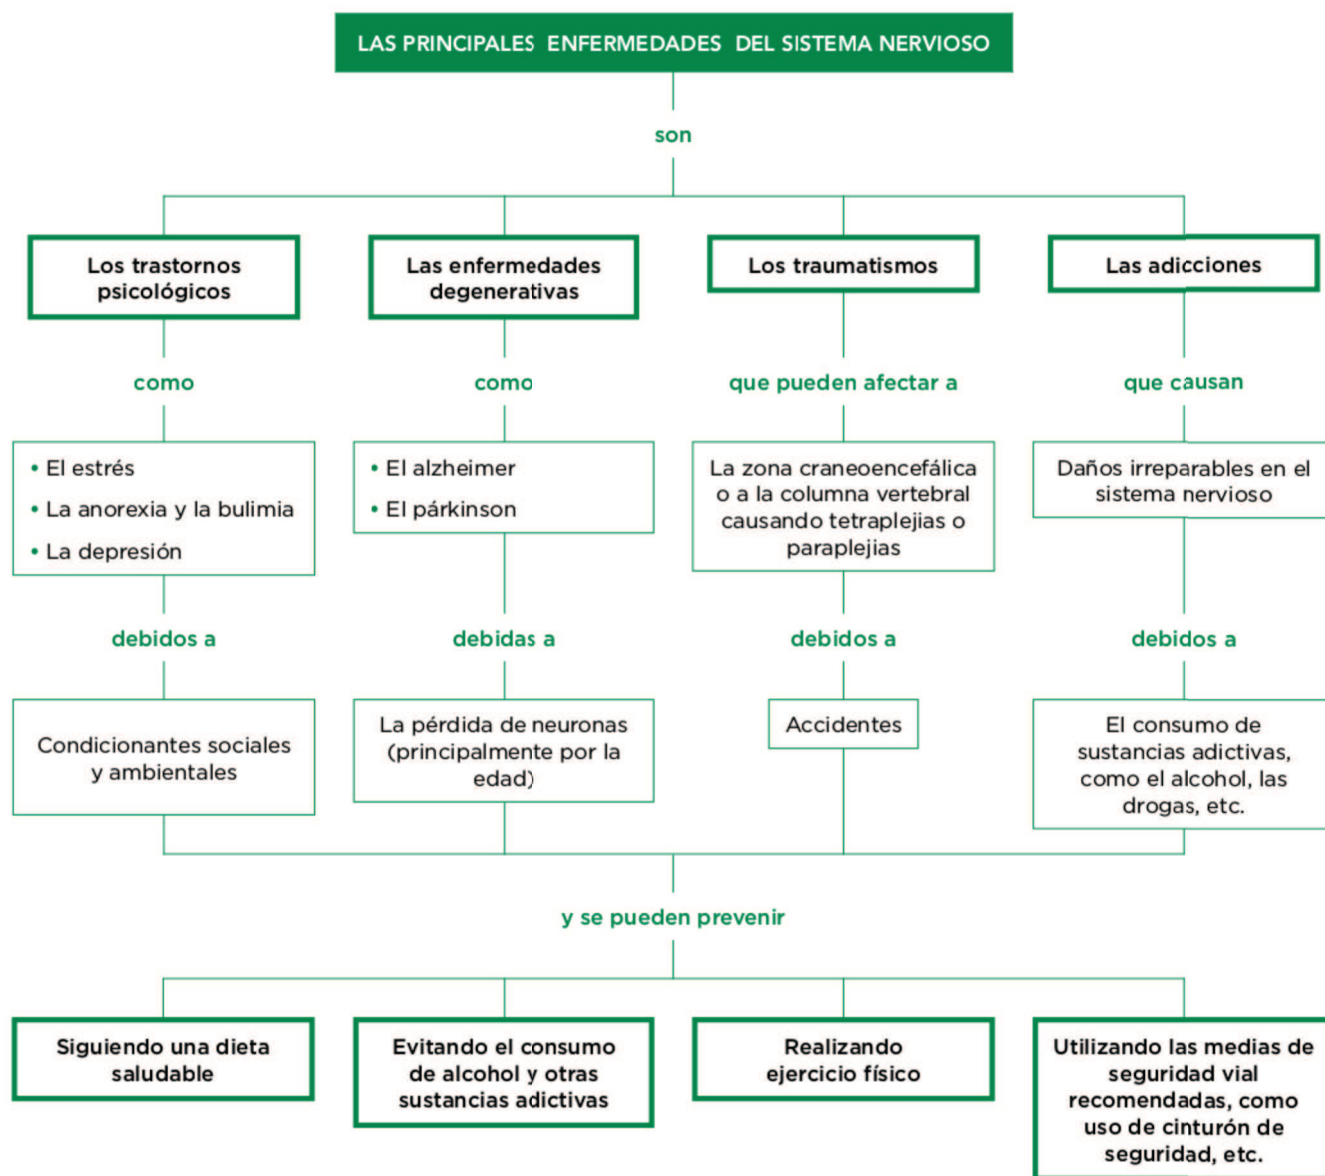 LAS PRINCIPALES ENFERMEDADES DEL SISTEMA NERVIOSO
son
Los trastornos
psicológicos
Las enfermedades
degenerativas
Los traumatismos
Las adicciones
como
como
que pueden afectar a
que causan
• El estrés
• La anorexia y la bulimia
• La depresión
• El alzheimer
• El párkinson
La zona craneoencefálica
o a la columna vertebral
causando tetraplejias o
paraplejias
Daños irreparables en el
sistema nervioso
debidos a
debidas a
debidos a
debidos a
Condicionantes sociales
y ambientales
La pérdida de neuronas
(principalmente por la
edad)
Accidentes
El consumo de
sustancias adictivas,
como el alcohol, las
drogas, etc.
y se pueden prevenir
Siguiendo una dieta
saludable
Evitando el consumo
de alcohol y otras
sustancias adictivas
Realizando
ejercicio físico
Utilizando las medias de
seguridad vial
recomendadas, como
uso de cinturón de
seguridad, etc.